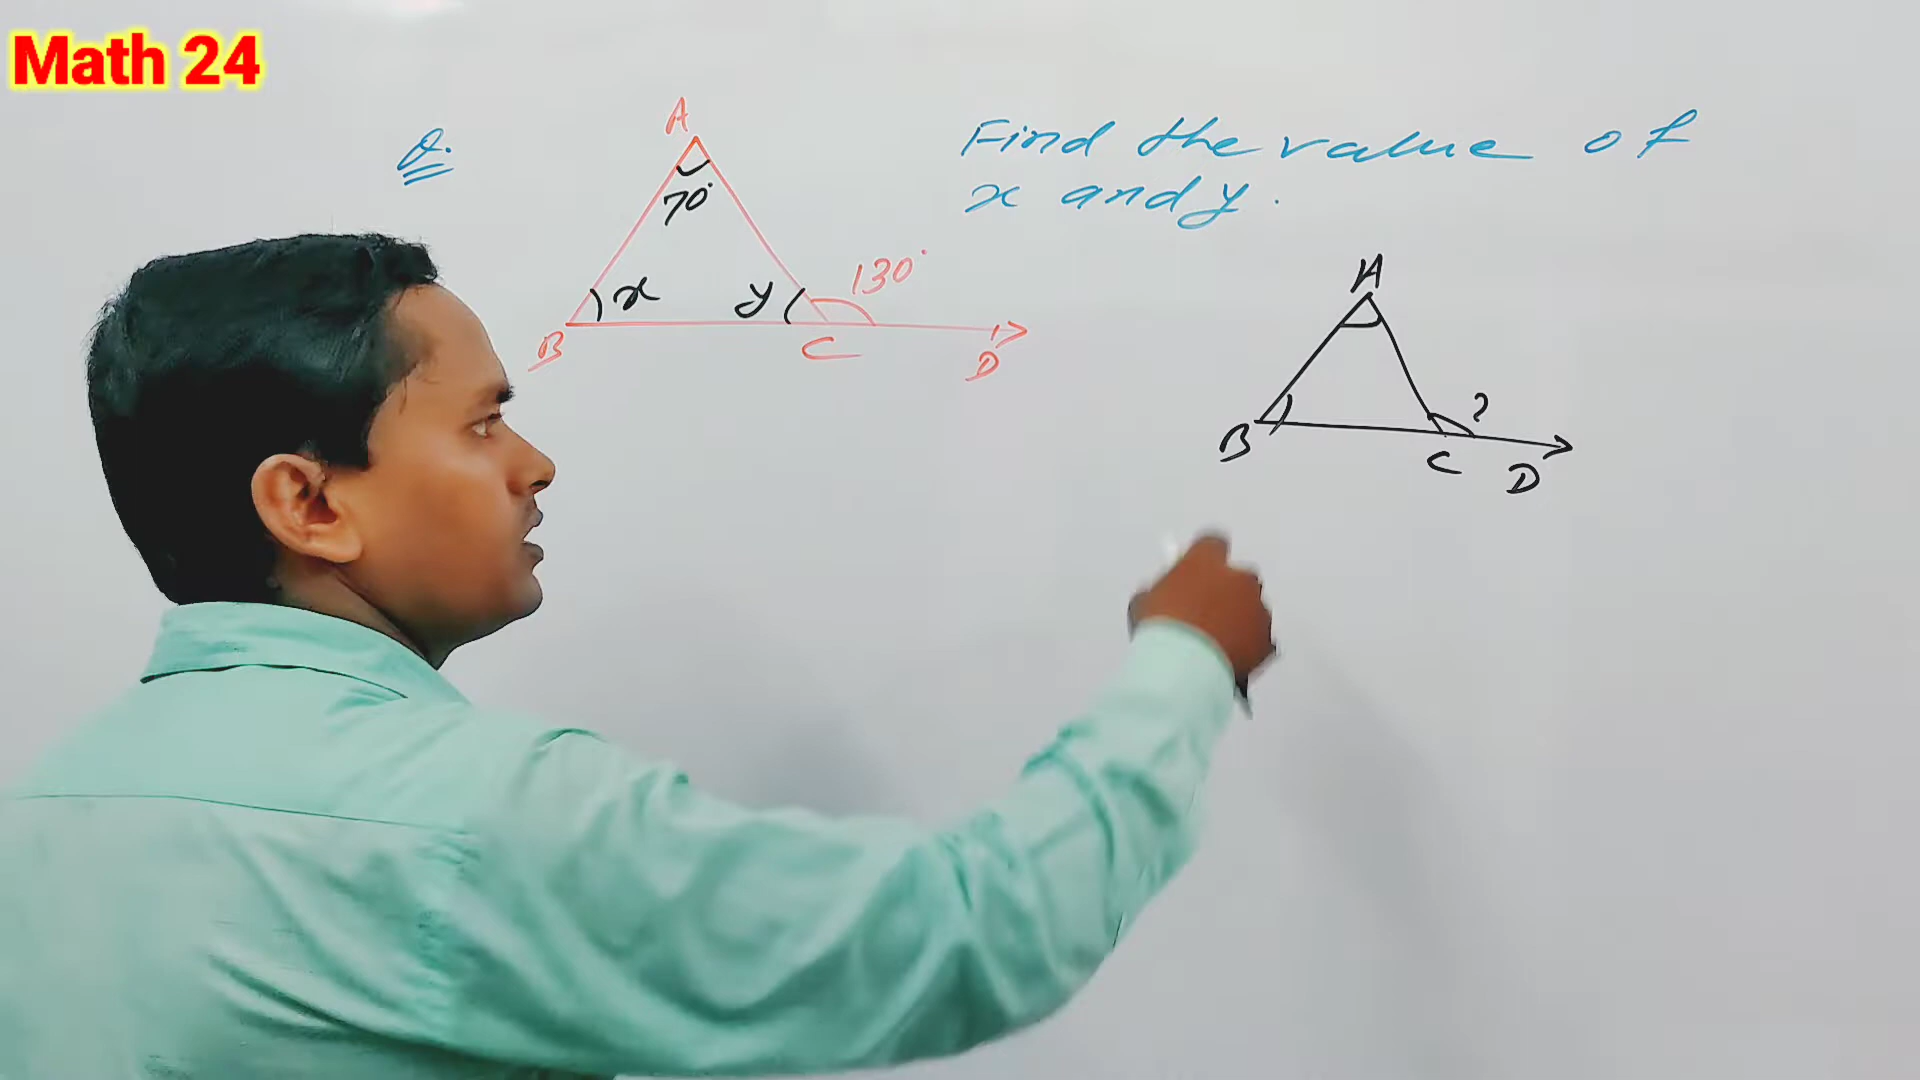 Math 24
Q.
Find the value of
x and y.
A
70°
x
y
130°
B
C
D
A
?
B
C
D